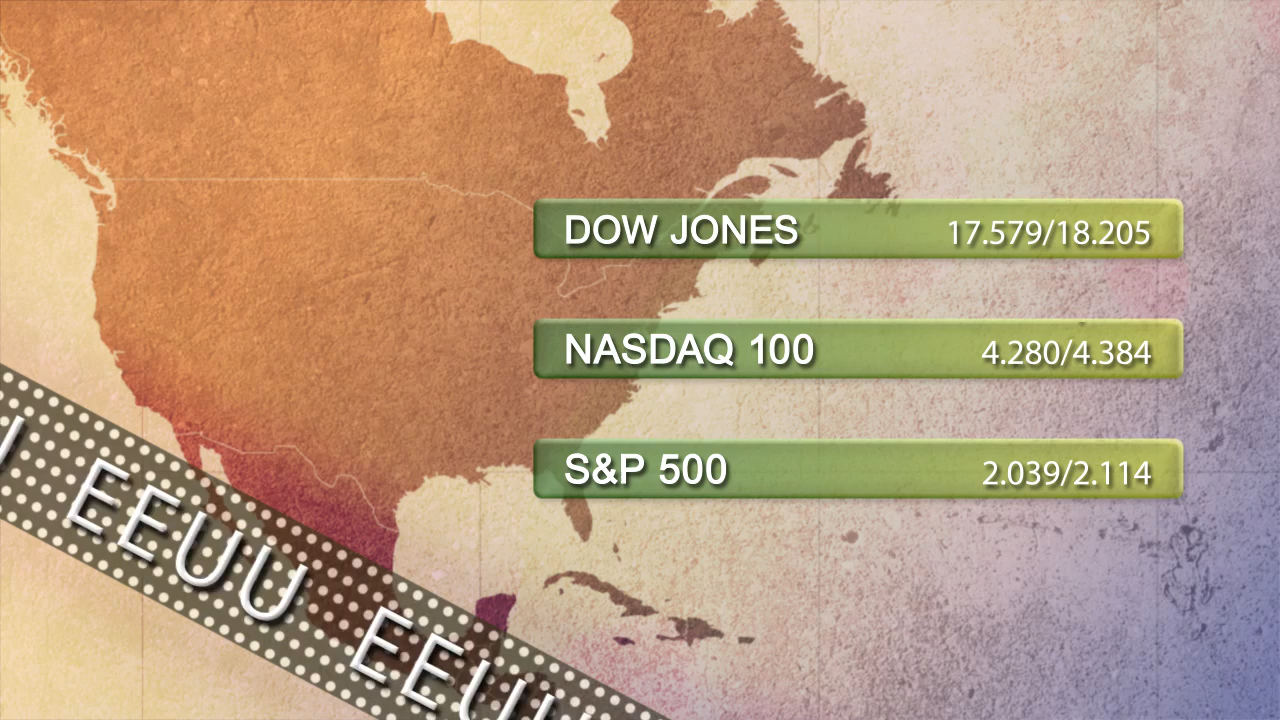 DOW JONES 17.579/18.205
NASDAQ 100 4.280/4.384
S&P 500 2.039/2.114
EEUU EEUU